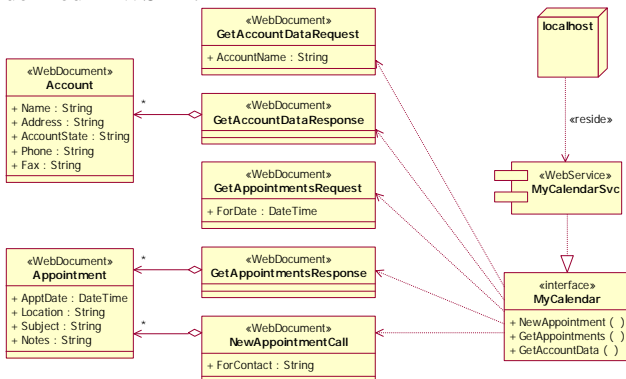 «WebDocument»
GetAccountDataRequest
+ AccountName : String
localhost
«WebDocument»
Account
+ Name : String
+ Address : String
+ AccountState : String
+ Phone : String
+ Fax : String
*
«WebDocument»
GetAccountDataResponse
«reside»
«WebDocument»
GetAppointmentsRequest
+ ForDate : DateTime
«WebService»
MyCalendarSvc
«WebDocument»
Appointment
+ ApptDate : DateTime
+ Location : String
+ Subject : String
+ Notes : String
*
«WebDocument»
GetAppointmentsResponse
*
«WebDocument»
NewAppointmentCall
+ ForContact : String
«interface»
MyCalendar
+ NewAppointment ( )
+ GetAppointments ( )
+ GetAccountData ( )